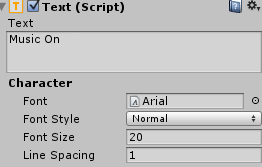 Text (Script)
Text
Music On
Character
Font Arial
Font Style Normal
Font Size 20
Line Spacing 1